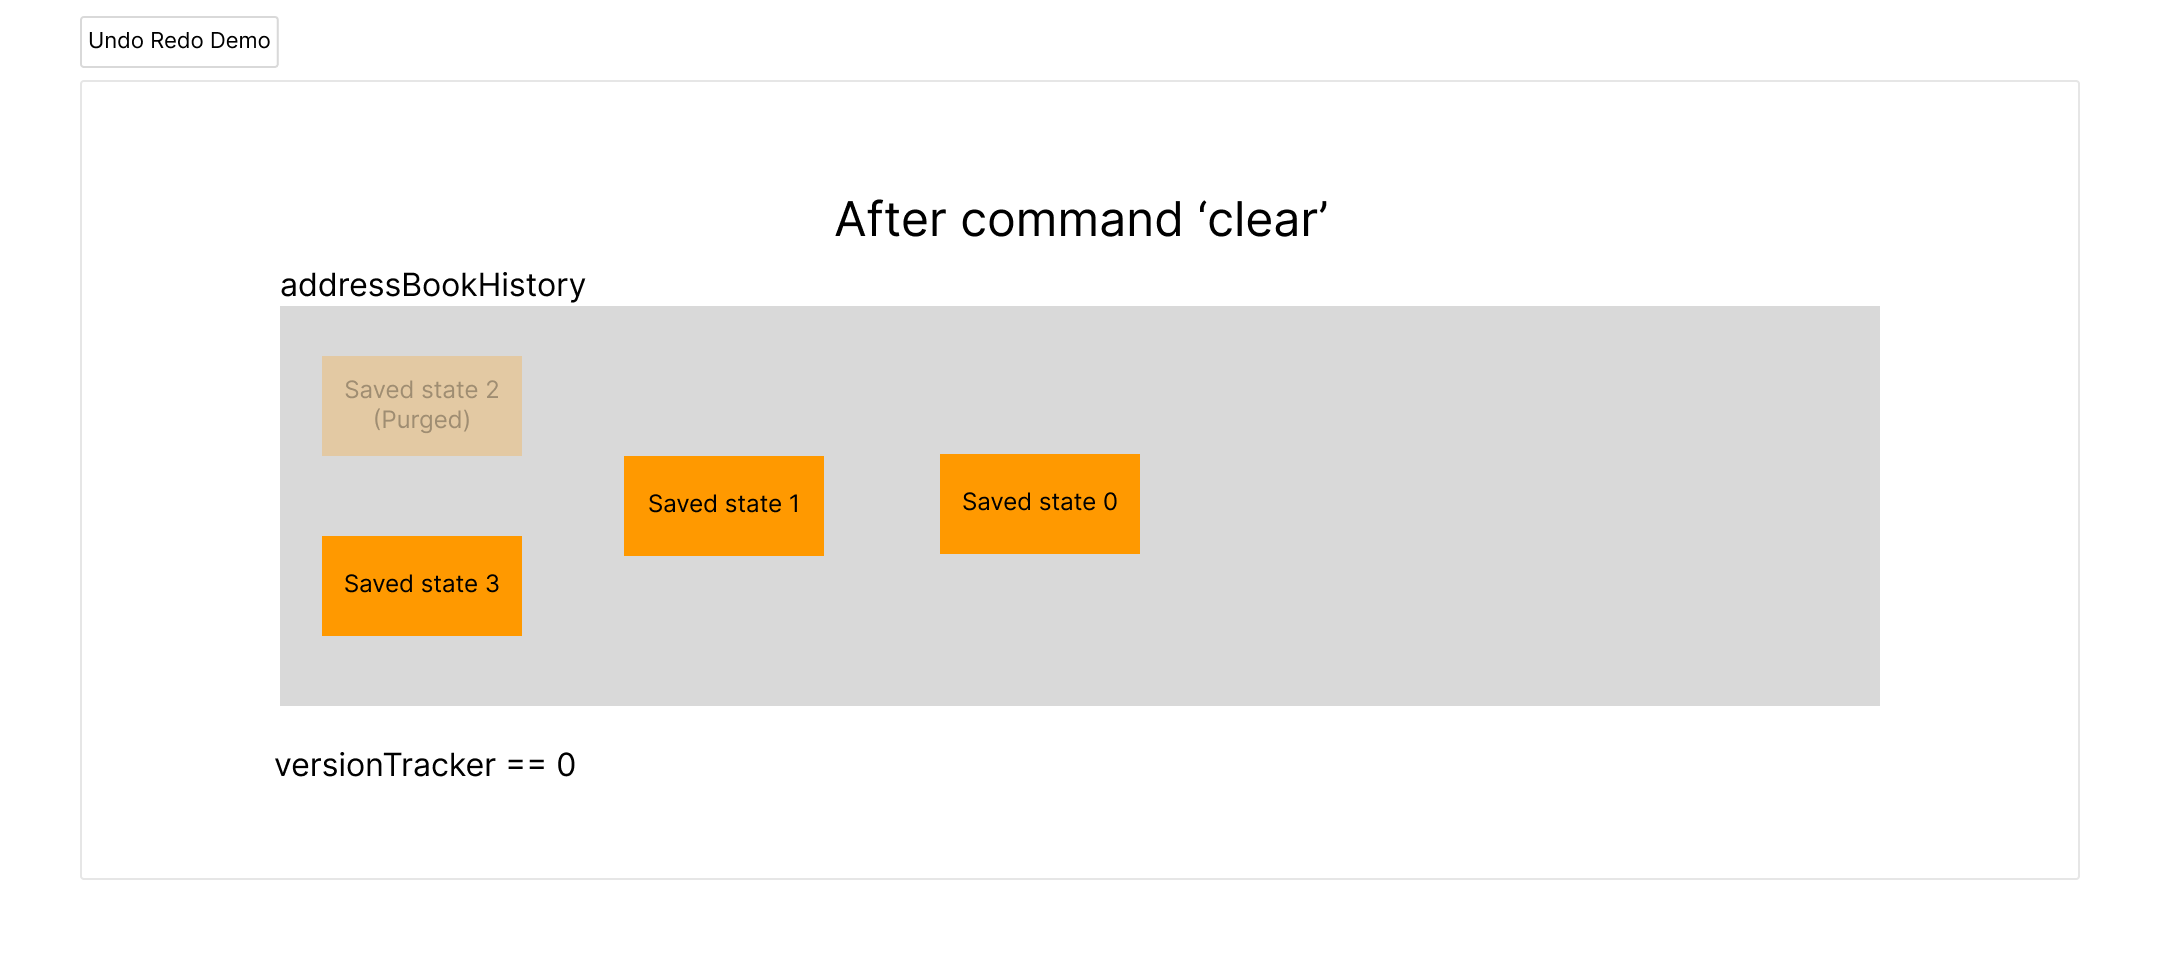 Undo Redo Demo
After command ‘clear’
addressBookHistory
Saved state 2
(Purged)
Saved state 1
Saved state 0
Saved state 3
versionTracker == 0